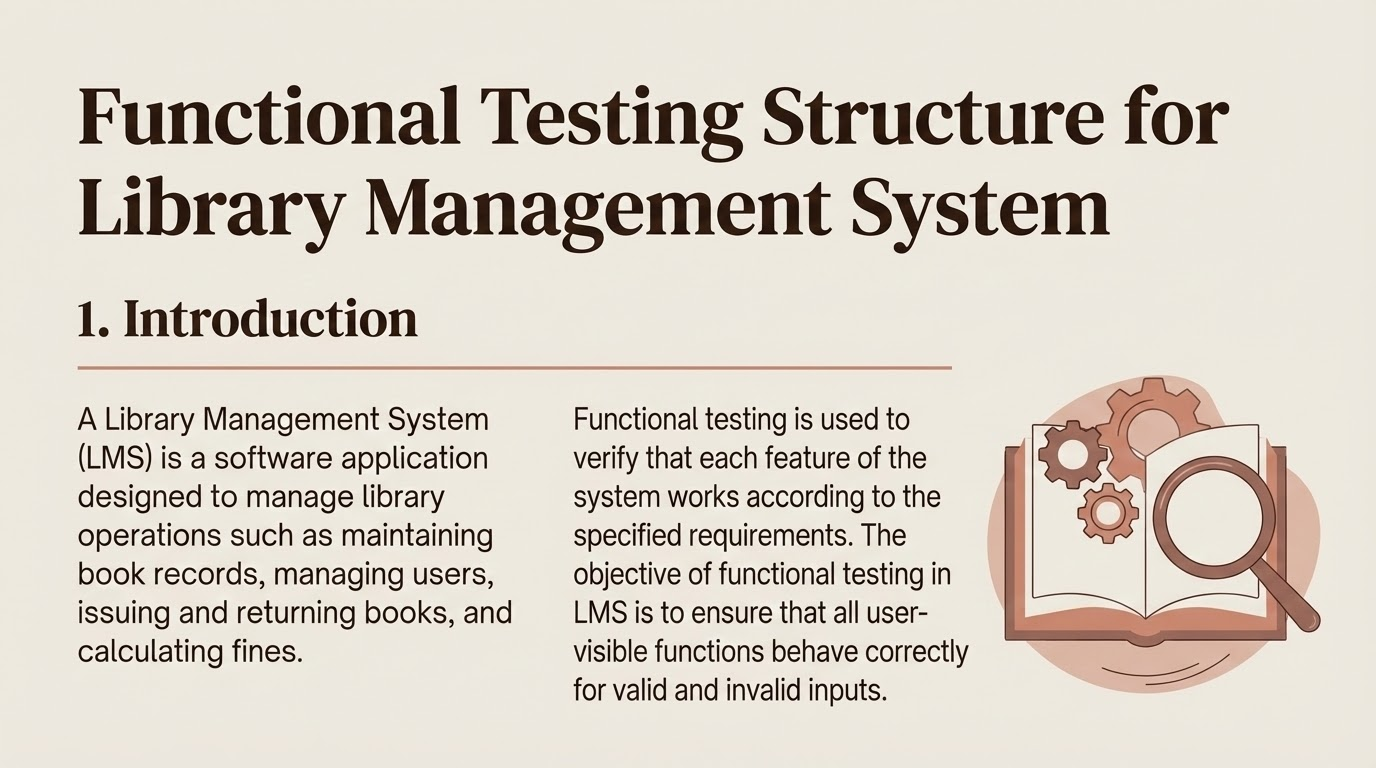 Functional Testing Structure for
Library Management System
1. Introduction
A Library Management System
(LMS) is a software application
designed to manage library
operations such as maintaining
book records, managing users,
issuing and returning books, and
calculating fines.
Functional testing is used to
verify that each feature of the
system works according to the
specified requirements. The
objective of functional testing in
LMS is to ensure that all user-
visible functions behave correctly
for valid and invalid inputs.